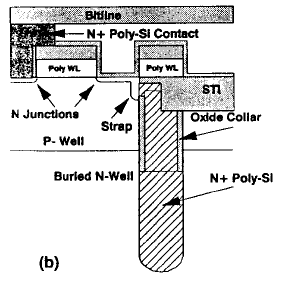 Bitline
N+ Poly-Si Contact
Poly WL
Poly WL
N Junctions
STI
Strap
Oxide Collar
P- Well
Buried N-Well
N+ Poly-Si
(b)